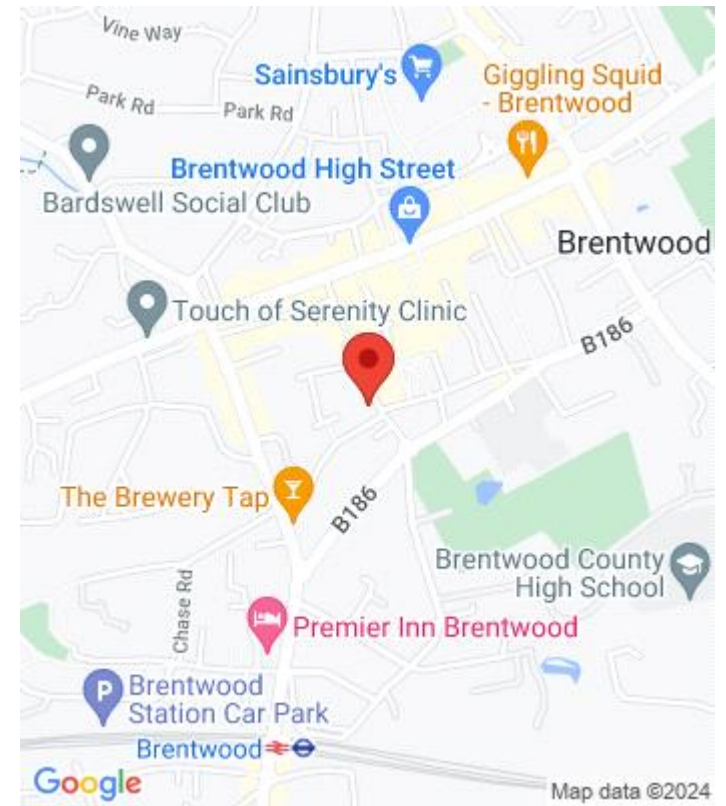 Vine Way
Sainsbury's
Giggling Squid
- Brentwood
Park Rd
Park Rd
Brentwood High Street
Bardswell Social Club
Brentwood
Touch of Serenity Clinic
B186
The Brewery Tap
B186
Brentwood County
High School
Chase Rd
Premier Inn Brentwood
P
Brentwood
Station Car Park
Brentwood
Google
Map data ©2024